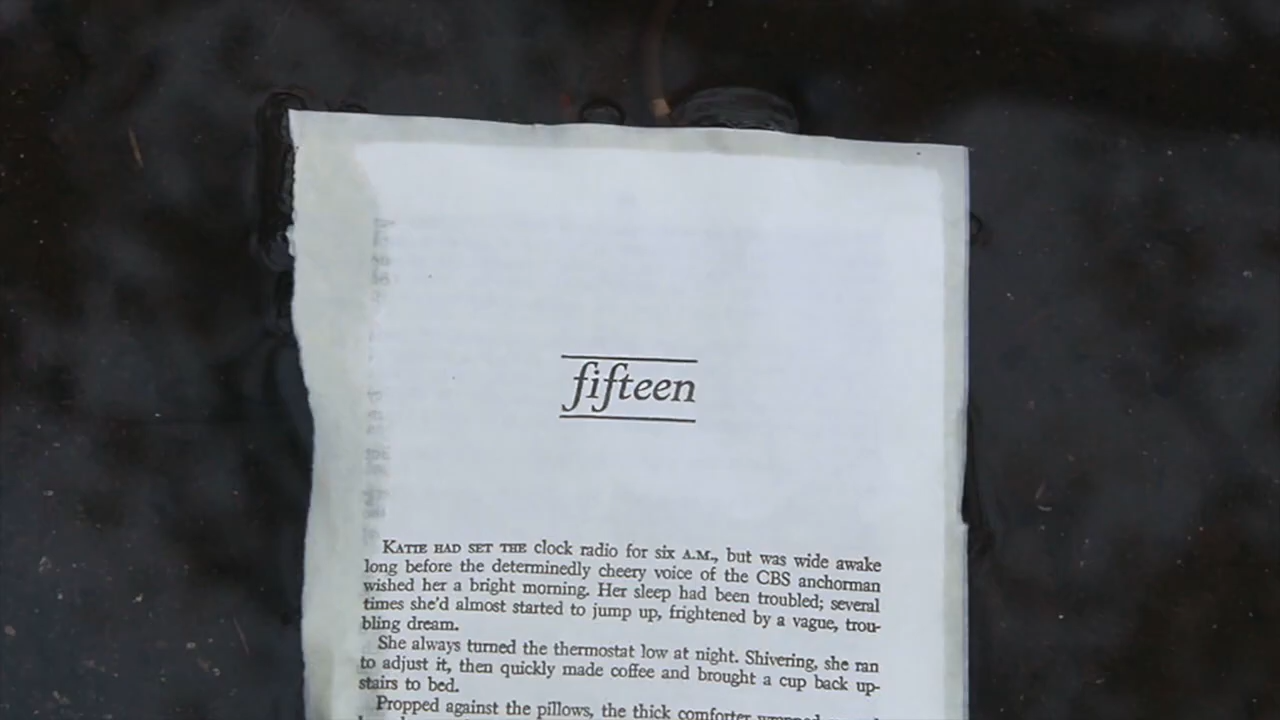 fifteen
KATIE HAD SET THE clock radio for six A.M., but was wide awake
long before the determinedly cheery voice of the CBS anchorman
wished her a bright morning. Her sleep had been troubled; several
times she'd almost started to jump up, frightened by a vague, trou-
bling dream.
She always turned the thermostat low at night. Shivering, she ran
to adjust it, then quickly made coffee and brought a cup back up-
stairs to bed.
Propped against the pillows, the thick comforter wrapped